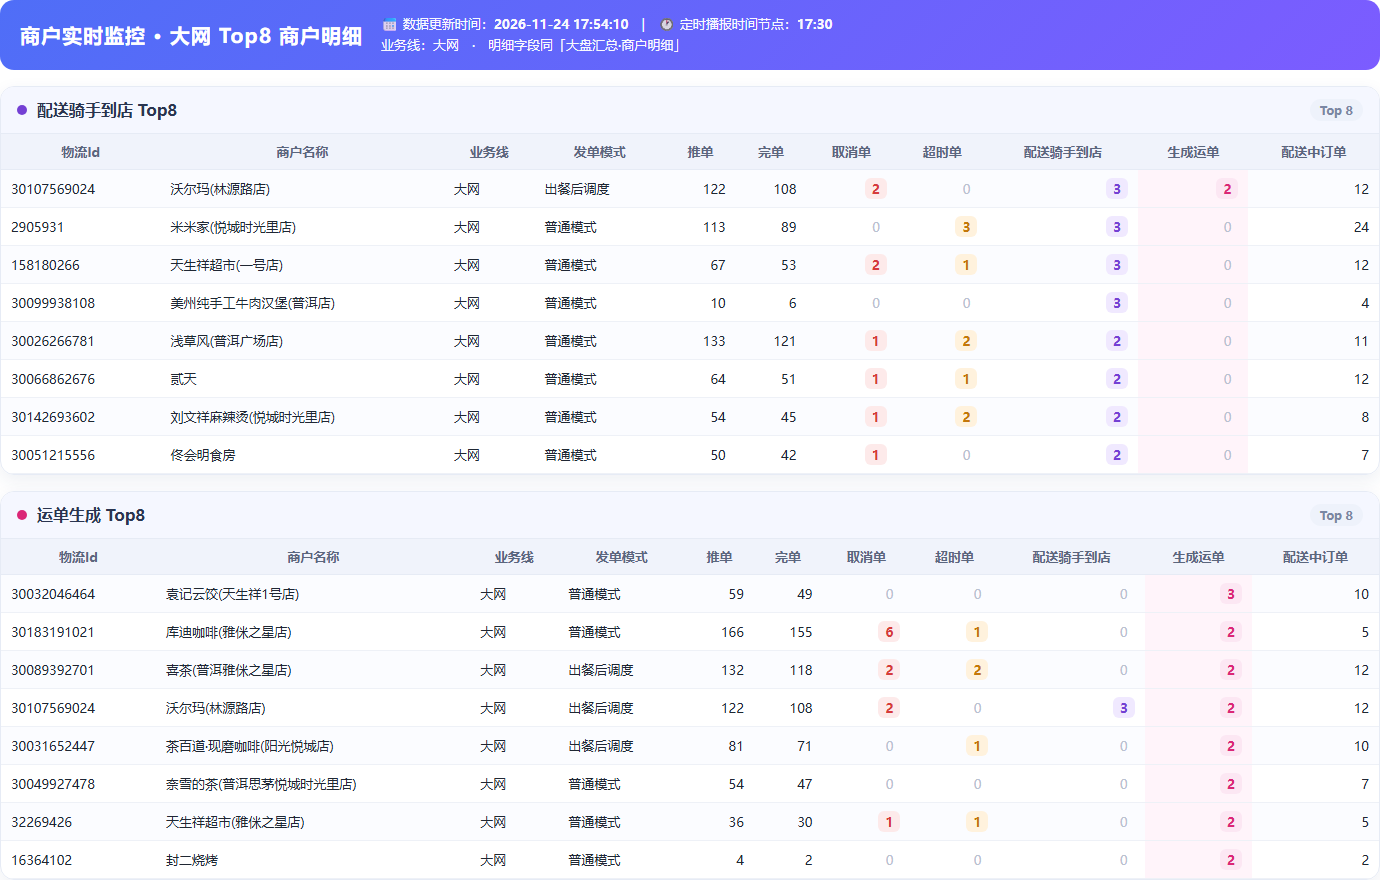 商户实时监控 • 大网 Top8 商户明细
数据更新时间：2026-11-24 17:54:10 | 定时播报时间节点：17:30
业务线：大网 · 明细字段同「大盘汇总·商户明细」
配送骑手到店 Top8 Top 8
物流Id 商户名称 业务线 发单模式 推单 完单 取消单 超时单 配送骑手到店 生成运单 配送中订单
30107569024 沃尔玛(林源路店) 大网 出餐后调度 122 108 2 0 3 2 12
2905931 米米家(悦城时光里店) 大网 普通模式 113 89 0 3 3 0 24
158180266 天生祥超市(一号店) 大网 普通模式 67 53 2 1 3 0 12
30099938108 美州纯手工牛肉汉堡(普洱店) 大网 普通模式 10 6 0 0 3 0 4
30026266781 浅草风(普洱广场店) 大网 普通模式 133 121 1 2 2 0 11
30066862676 贰天 大网 普通模式 64 51 1 1 2 0 12
30142693602 刘文祥麻辣烫(悦城时光里店) 大网 普通模式 54 45 1 2 2 0 8
30051215556 佟会明食房 大网 普通模式 50 42 1 0 2 0 7
运单生成 Top8 Top 8
物流Id 商户名称 业务线 发单模式 推单 完单 取消单 超时单 配送骑手到店 生成运单 配送中订单
30032046464 袁记云饺(天生祥1号店) 大网 普通模式 59 49 0 0 0 3 10
30183191021 库迪咖啡(雅佧之星店) 大网 普通模式 166 155 6 1 0 2 5
30089392701 喜茶(普洱雅佧之星店) 大网 出餐后调度 132 118 2 2 0 2 12
30107569024 沃尔玛(林源路店) 大网 出餐后调度 122 108 2 0 3 2 12
30031652447 茶百道·现磨咖啡(阳光悦城店) 大网 出餐后调度 81 71 0 1 0 2 10
30049927478 奈雪的茶(普洱思茅悦城时光里店) 大网 普通模式 54 47 0 0 0 2 7
32269426 天生祥超市(雅佧之星店) 大网 普通模式 36 30 1 1 0 2 5
16364102 封二烧烤 大网 普通模式 4 2 0 0 0 2 2